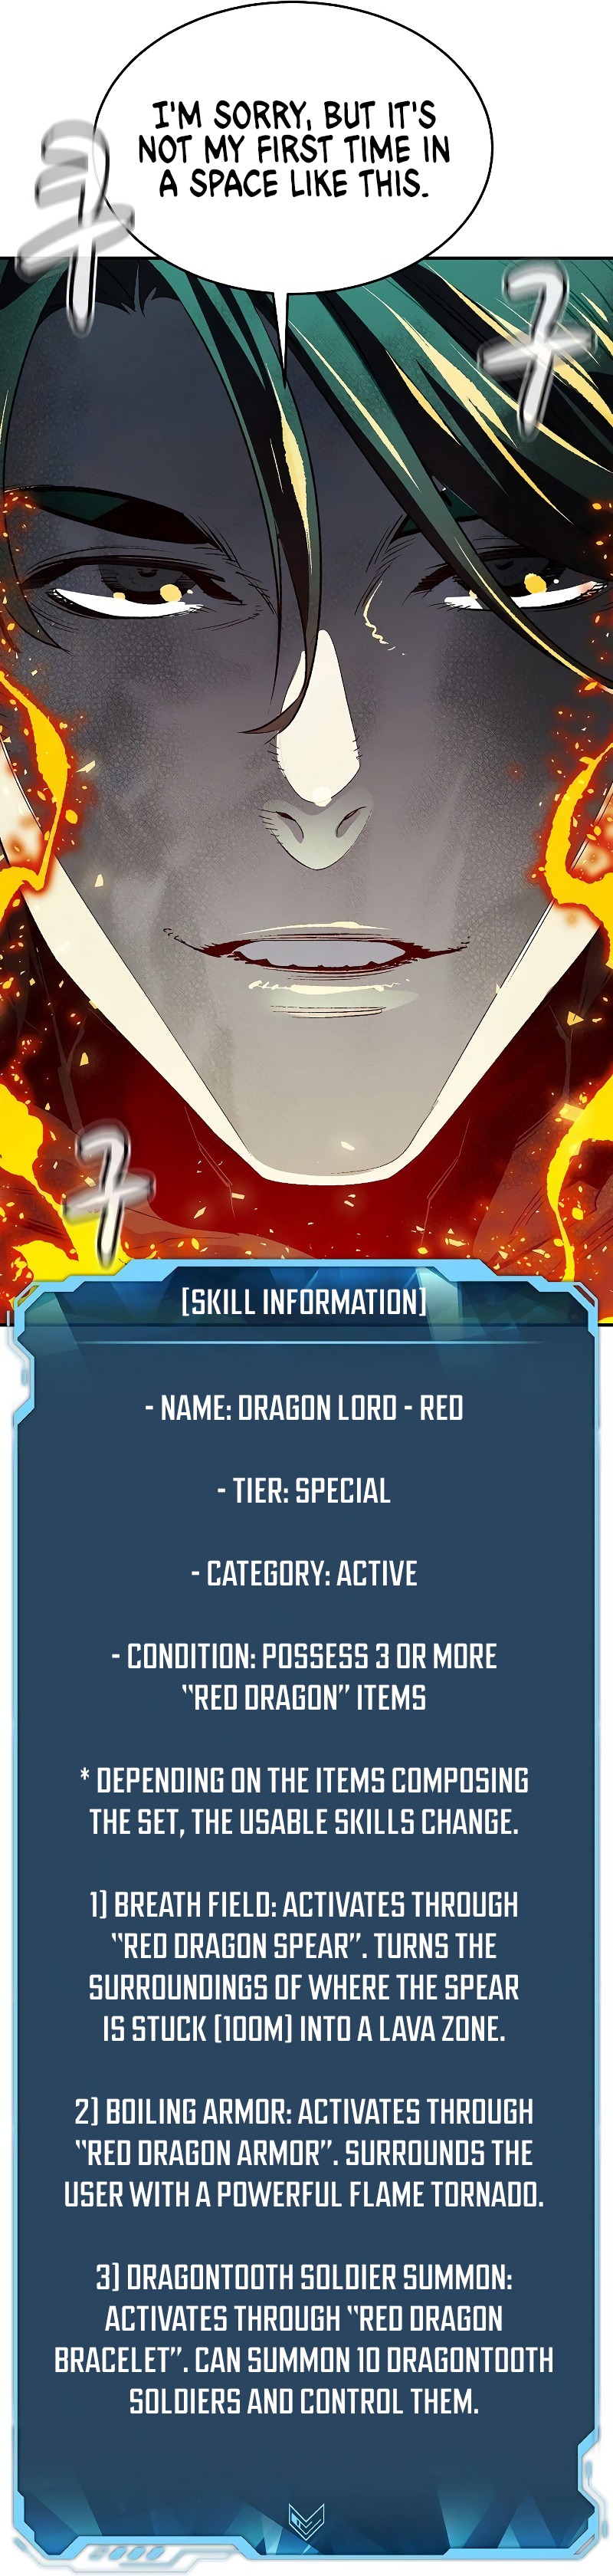 I'M SORRY, BUT IT'S
NOT MY FIRST TIME IN
A SPACE LIKE THIS.
쿠
구
구
[SKILL INFORMATION]
- NAME: DRAGON LORD - RED
- TIER: SPECIAL
- CATEGORY: ACTIVE
- CONDITION: POSSESS 3 OR MORE
“RED DRAGON” ITEMS
* DEPENDING ON THE ITEMS COMPOSING
THE SET, THE USABLE SKILLS CHANGE.
1] BREATH FIELD: ACTIVATES THROUGH
“RED DRAGON SPEAR”. TURNS THE
SURROUNDINGS OF WHERE THE SPEAR
IS STUCK [100M] INTO A LAVA ZONE.
2] BOILING ARMOR: ACTIVATES THROUGH
“RED DRAGON ARMOR”. SURROUNDS THE
USER WITH A POWERFUL FLAME TORNADO.
3] DRAGONTOOTH SOLDIER SUMMON:
ACTIVATES THROUGH “RED DRAGON
BRACELET”. CAN SUMMON 10 DRAGONTOOTH
SOLDIERS AND CONTROL THEM.